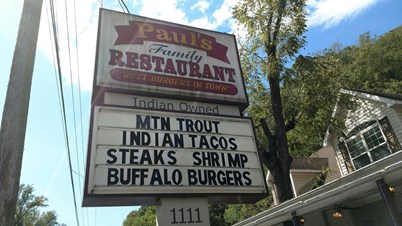 Paul's
Family
RESTAURANT
"BEST BURGERS IN TOWN"
Indian Owned
MTN TROUT
INDIAN TACOS
STEAKS SHRIMP
BUFFALO BURGERS
1111